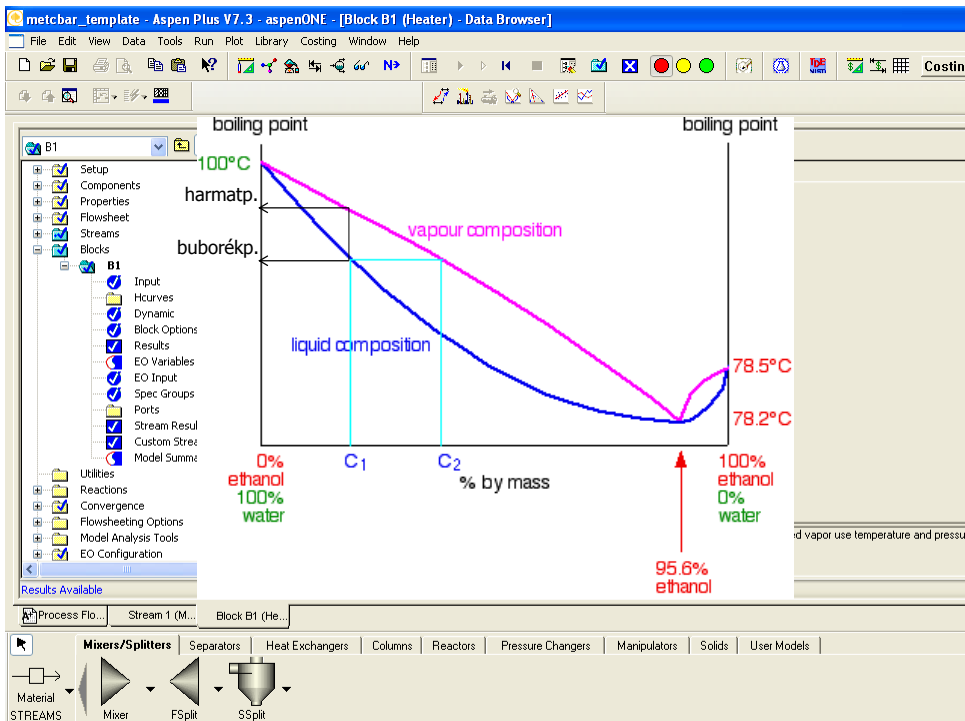 metcbar_template - Aspen Plus V7.3 - aspenONE - [Block B1 (Heater) - Data Browser]
File Edit View Data Tools Run Plot Library Costing Window Help
N>
Costin
B1
Setup
Components
Properties
Flowsheet
Streams
Blocks
B1
Input
Hcurves
Dynamic
Block Options
Results
EO Variables
EO Input
Spec Groups
Ports
Stream Resul
Custom Strea
Model Summa
Utilities
Reactions
Convergence
Flowsheeting Options
Model Analysis Tools
EO Configuration
Results Available
boiling point
boiling point
100°C
harmatp.
vapour composition
buborékp.
liquid composition
78.5°C
78.2°C
0%
ethanol
100%
water
C1
C2
% by mass
100%
ethanol
0%
water
95.6%
ethanol
ed vapor use temperature and pressu
Process Flo... Stream 1 (M... Block B1 (He...
Mixers/Splitters Separators Heat Exchangers Columns Reactors Pressure Changers Manipulators Solids User Models
Material
STREAMS Mixer FSplit SSplit